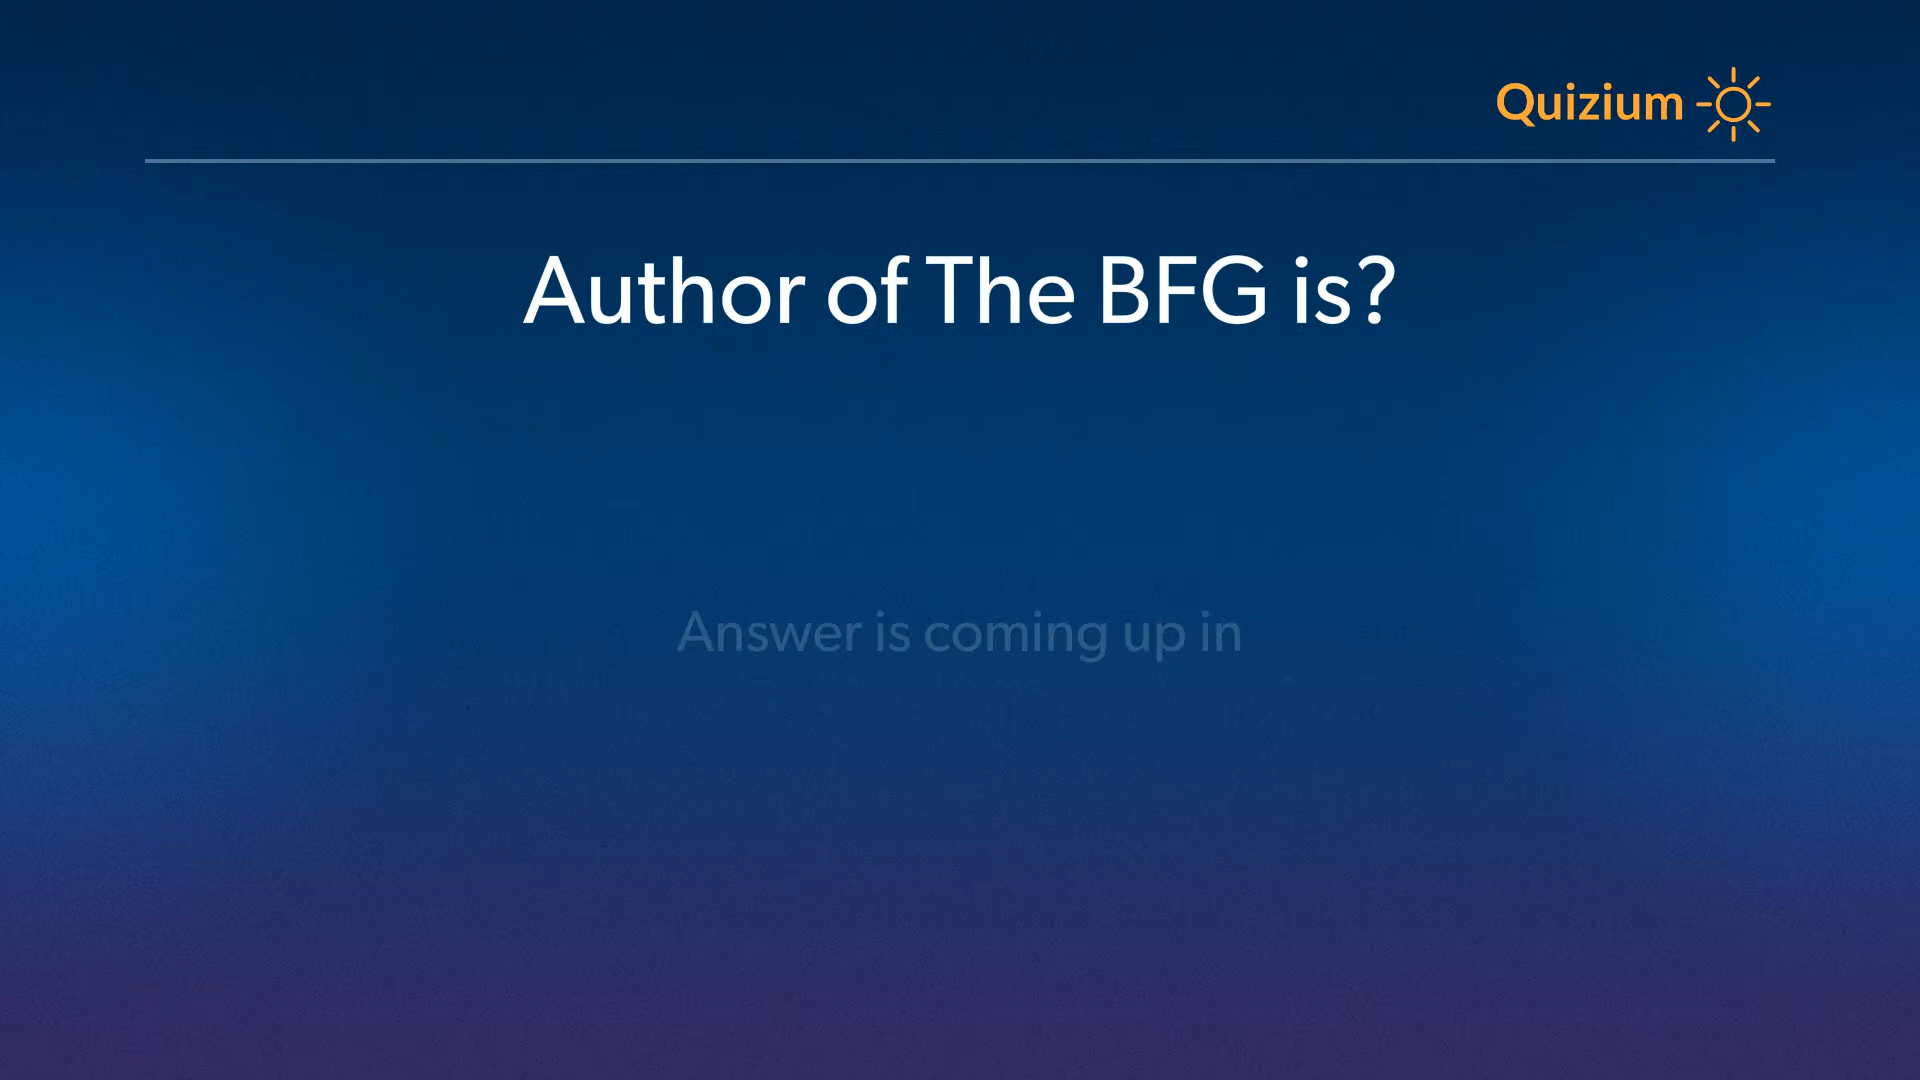 Quizium
Author of The BFG is?
Answer is coming up in